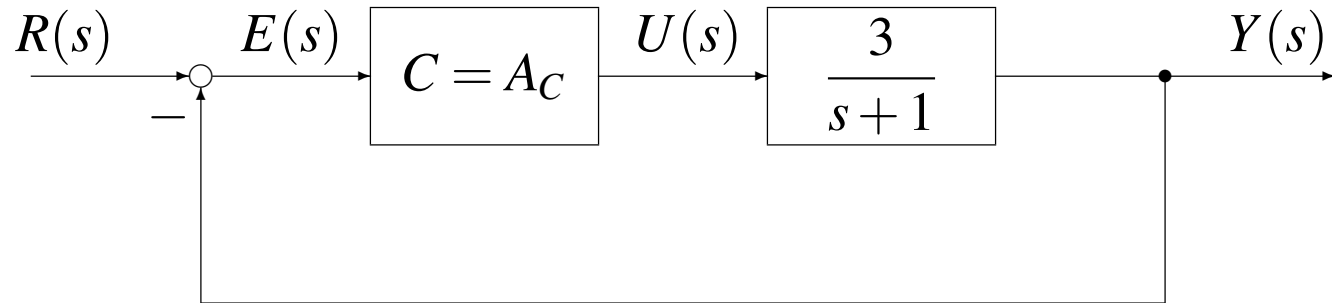 R(s)
E(s)
C = A_C
U(s)
3
s + 1
Y(s)
−